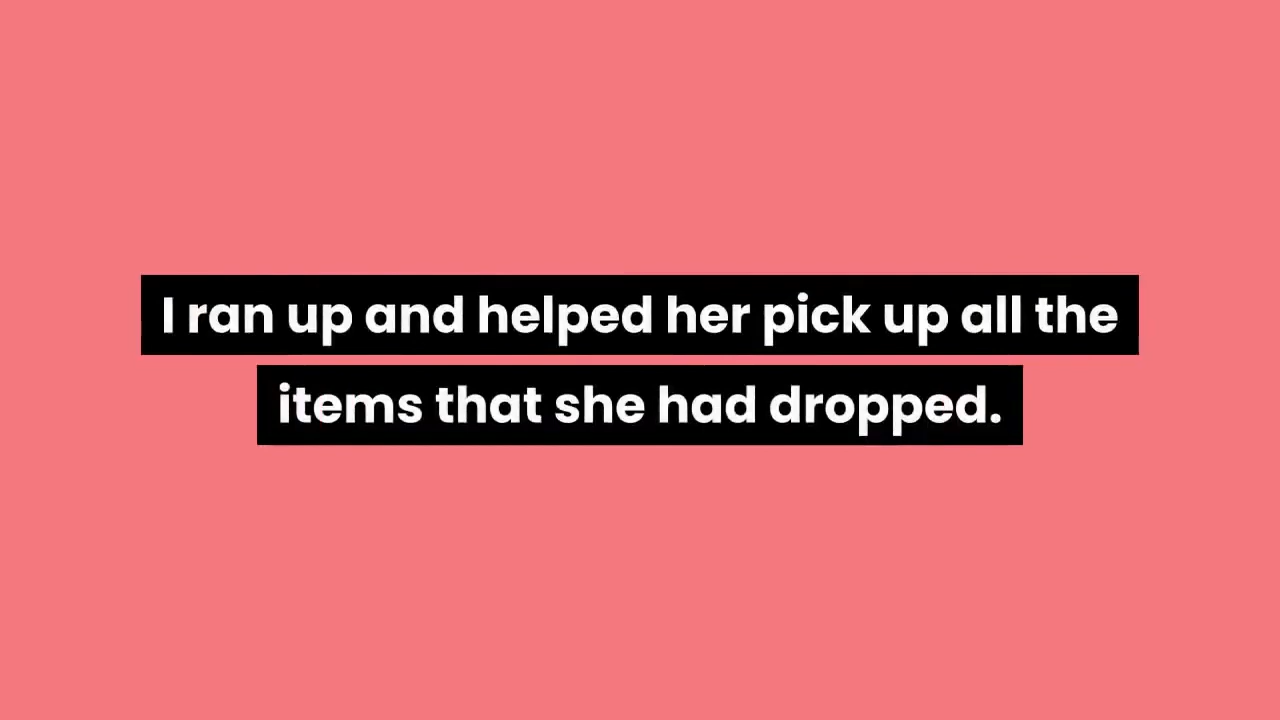 I ran up and helped her pick up all the
items that she had dropped.